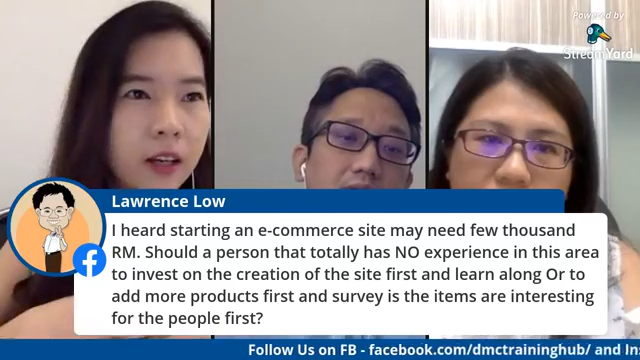 Powered by
StreamYard
Lawrence Low
I heard starting an e-commerce site may need few thousand
RM. Should a person that totally has NO experience in this area
to invest on the creation of the site first and learn along Or to
add more products first and survey is the items are interesting
for the people first?
Follow Us on FB - facebook.com/dmctraininghub/ and In